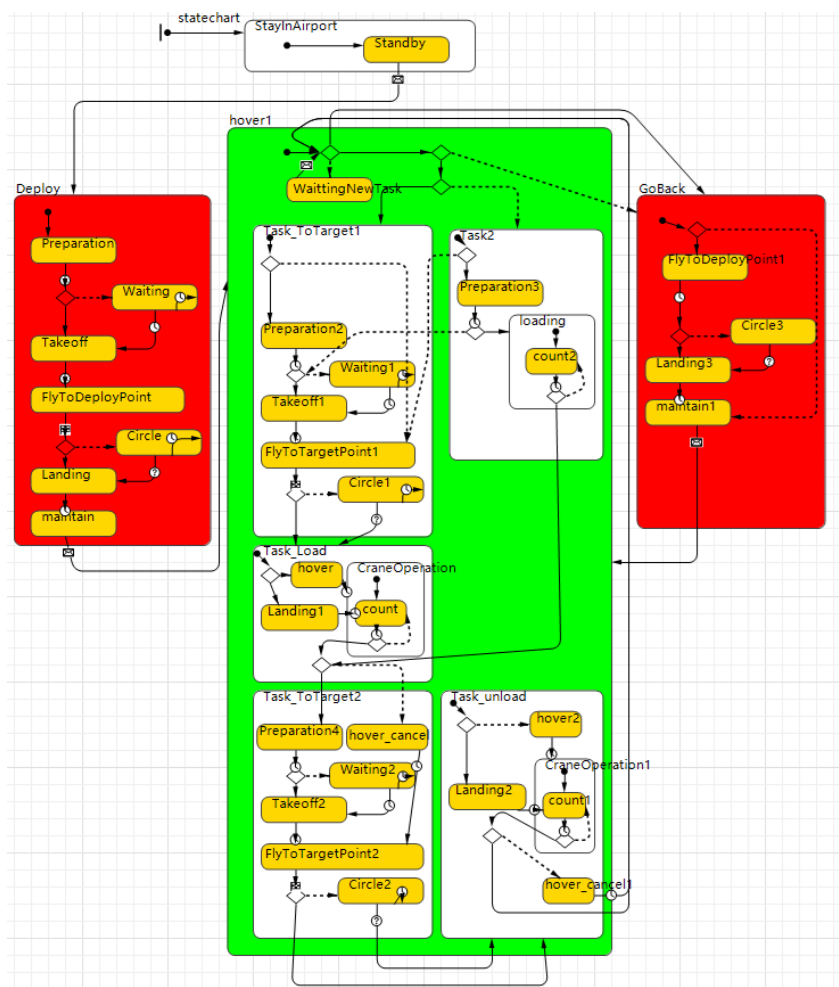 statechart
StayInAirport
Standby
hover1
Deploy
WaittingNewTask
GoBack
Preparation
Task_ToTarget1
Task2
FlyToDeployPoint1
Waiting
Preparation3
Takeoff
Preparation2
loading
Circle3
count2
Landing3
Waiting1
FlyToDeployPoint
Takeoff1
maintain1
Circle
FlyToTargetPoint1
Landing
Circle1
maintain
Task_Load
hover
CraneOperation
Landing1
count
Task_ToTarget2
Task_unload
Preparation4
hover_cancel
hover2
Waiting2
CraneOperation1
Landing2
count1
Takeoff2
FlyToTargetPoint2
Circle2
hover_cancel1